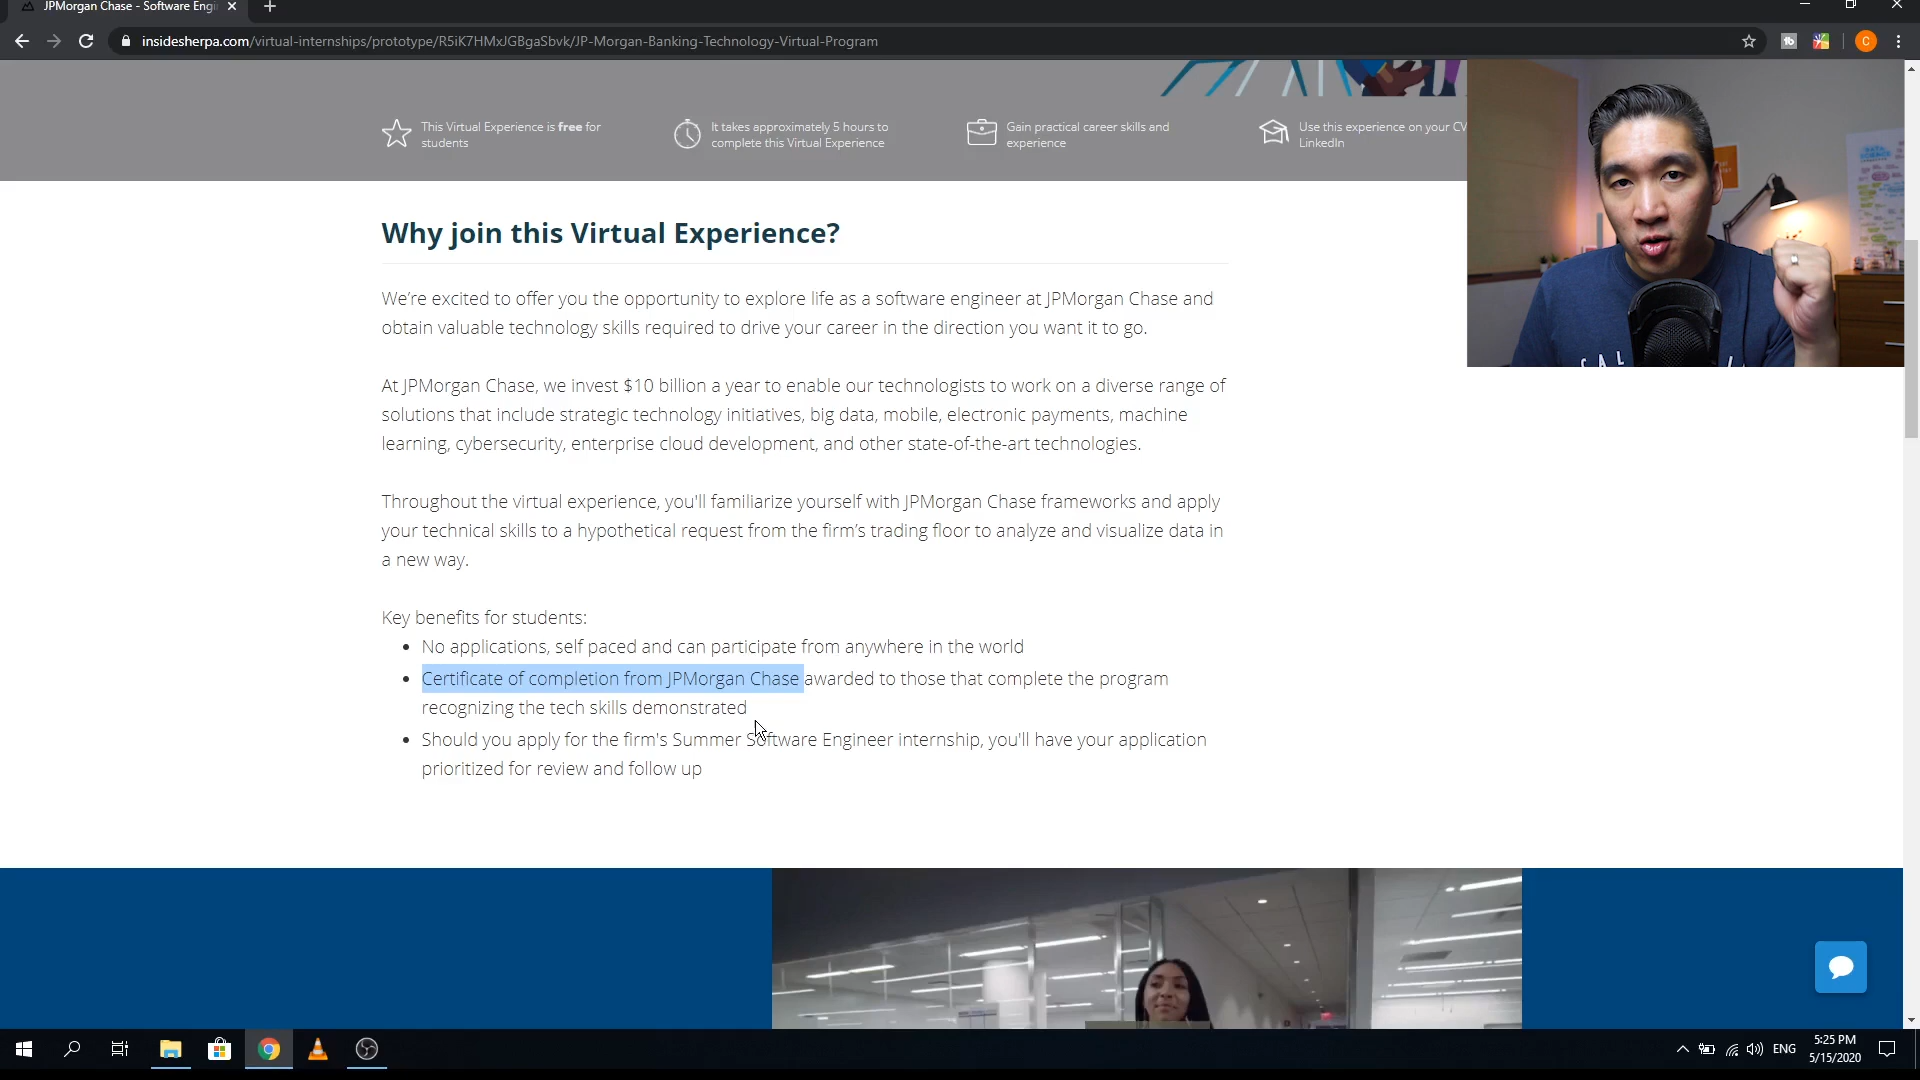 JPMorgan Chase - Software Engi
insidesherpa.com/virtual-internships/prototype/R5iK7HMxJGBgaSbvk/JP-Morgan-Banking-Technology-Virtual-Program
C
This Virtual Experience is free for
students
It takes approximately 5 hours to
complete this Virtual Experience
Gain practical career skills and
experience
Use this experience on your CV
LinkedIn
Why join this Virtual Experience?
We're excited to offer you the opportunity to explore life as a software engineer at JPMorgan Chase and
obtain valuable technology skills required to drive your career in the direction you want it to go.
At JPMorgan Chase, we invest $10 billion a year to enable our technologists to work on a diverse range of
solutions that include strategic technology initiatives, big data, mobile, electronic payments, machine
learning, cybersecurity, enterprise cloud development, and other state-of-the-art technologies.
Throughout the virtual experience, you'll familiarize yourself with JPMorgan Chase frameworks and apply
your technical skills to a hypothetical request from the firm's trading floor to analyze and visualize data in
a new way.
Key benefits for students:
No applications, self paced and can participate from anywhere in the world
Certificate of completion from JPMorgan Chase awarded to those that complete the program
recognizing the tech skills demonstrated
Should you apply for the firm's Summer Software Engineer internship, you'll have your application
prioritized for review and follow up
ENG
5:25 PM
5/15/2020